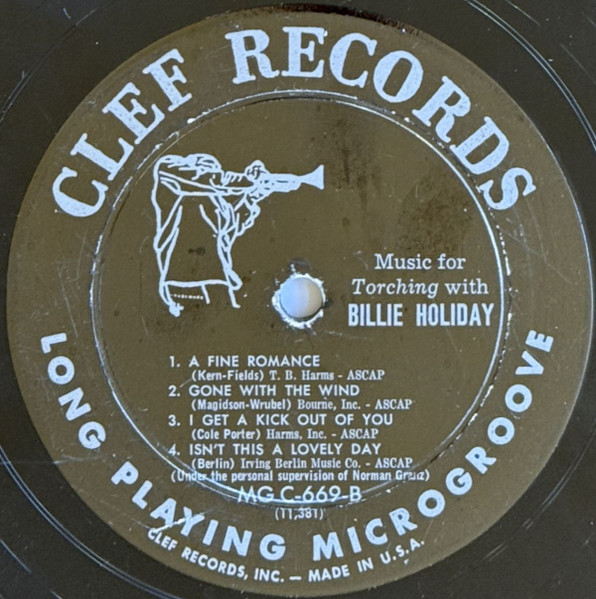 CLEF RECORDS
Music for
Torching with
BILLIE HOLIDAY
1. A FINE ROMANCE
(Kern-Fields) T. B. Harms - ASCAP
2. GONE WITH THE WIND
(Magidson-Wrubel) Bourne, Inc. - ASCAP
3. I GET A KICK OUT OF YOU
(Cole Porter) Harms, Inc. - ASCAP
4. ISN'T THIS A LOVELY DAY
(Berlin) Irving Berlin Music Co. - ASCAP
(Under the personal supervision of Norman Granz)
MG C-669-B
(11,381)
LONG PLAYING MICROGROOVE
CLEF RECORDS, INC. — MADE IN U.S.A.